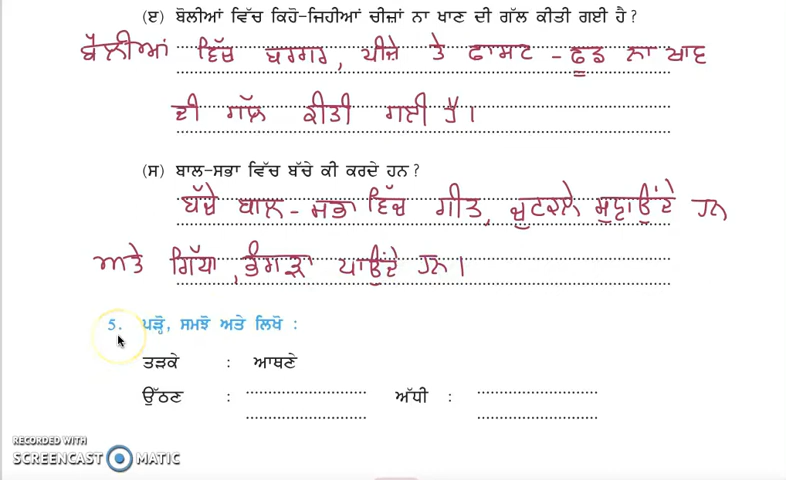 (ੲ) ਬੋਲੀਆਂ ਵਿੱਚ ਕਿਹੋ-ਜਿਹੀਆਂ ਚੀਜ਼ਾਂ ਨਾ ਖਾਣ ਦੀ ਗੱਲ ਕੀਤੀ ਗਈ ਹੈ ?
ਬੋਲੀਆਂ ਵਿੱਚ ਬਰਗਰ, ਪੀਜ਼ੇ ਤੇ ਫਾਸਟ - ਫੂਡ ਨਾ ਖਾਣ
ਦੀ ਗੱਲ ਕੀਤੀ ਗਈ ਹੈ।
(ਸ) ਬਾਲ-ਸਭਾ ਵਿੱਚ ਬੱਚੇ ਕੀ ਕਰਦੇ ਹਨ ?
ਬੱਚੇ ਬਾਲ - ਸਭਾ ਵਿੱਚ ਗੀਤ, ਚੁਟਕਲੇ ਸੁਣਾਉਂਦੇ ਹਨ
ਅਤੇ ਗਿੱਧਾ, ਭੰਗੜਾ ਪਾਉਂਦੇ ਹਨ।
5. ਪੜ੍ਹੋ, ਸਮਝੋ ਅਤੇ ਲਿਖੋ :
ਤੜਕੇ : ਆਥਣੇ
ਉੱਠਣ : ਅੱਧੀ :
RECORDED WITH
SCREENCAST MATIC